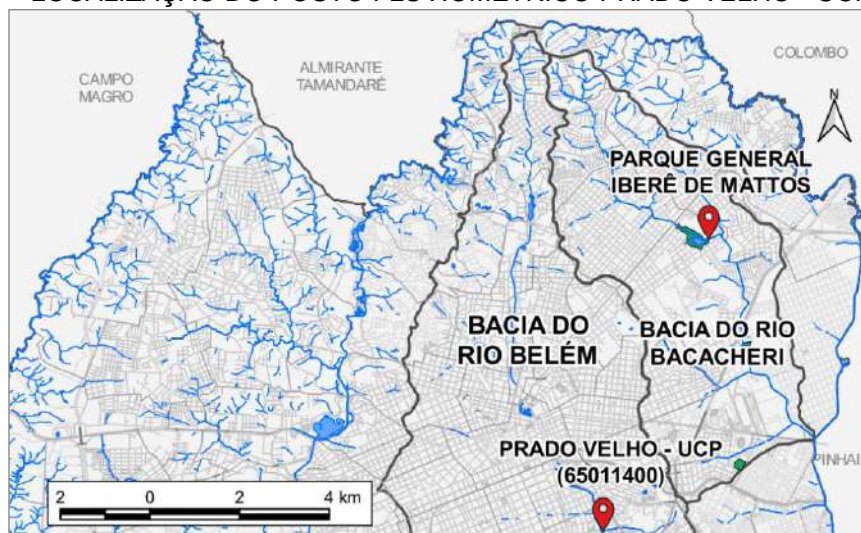 COLOMBO
CAMPO
MAGRO
ALMIRANTE
TAMANDARÉ
N
PARQUE GENERAL
IBERÊ DE MATTOS
BACIA DO
RIO BELÉM
BACIA DO RIO
BACACHERI
PRADO VELHO - UCP
(65011400)
PINHAI
2 0 2 4 km